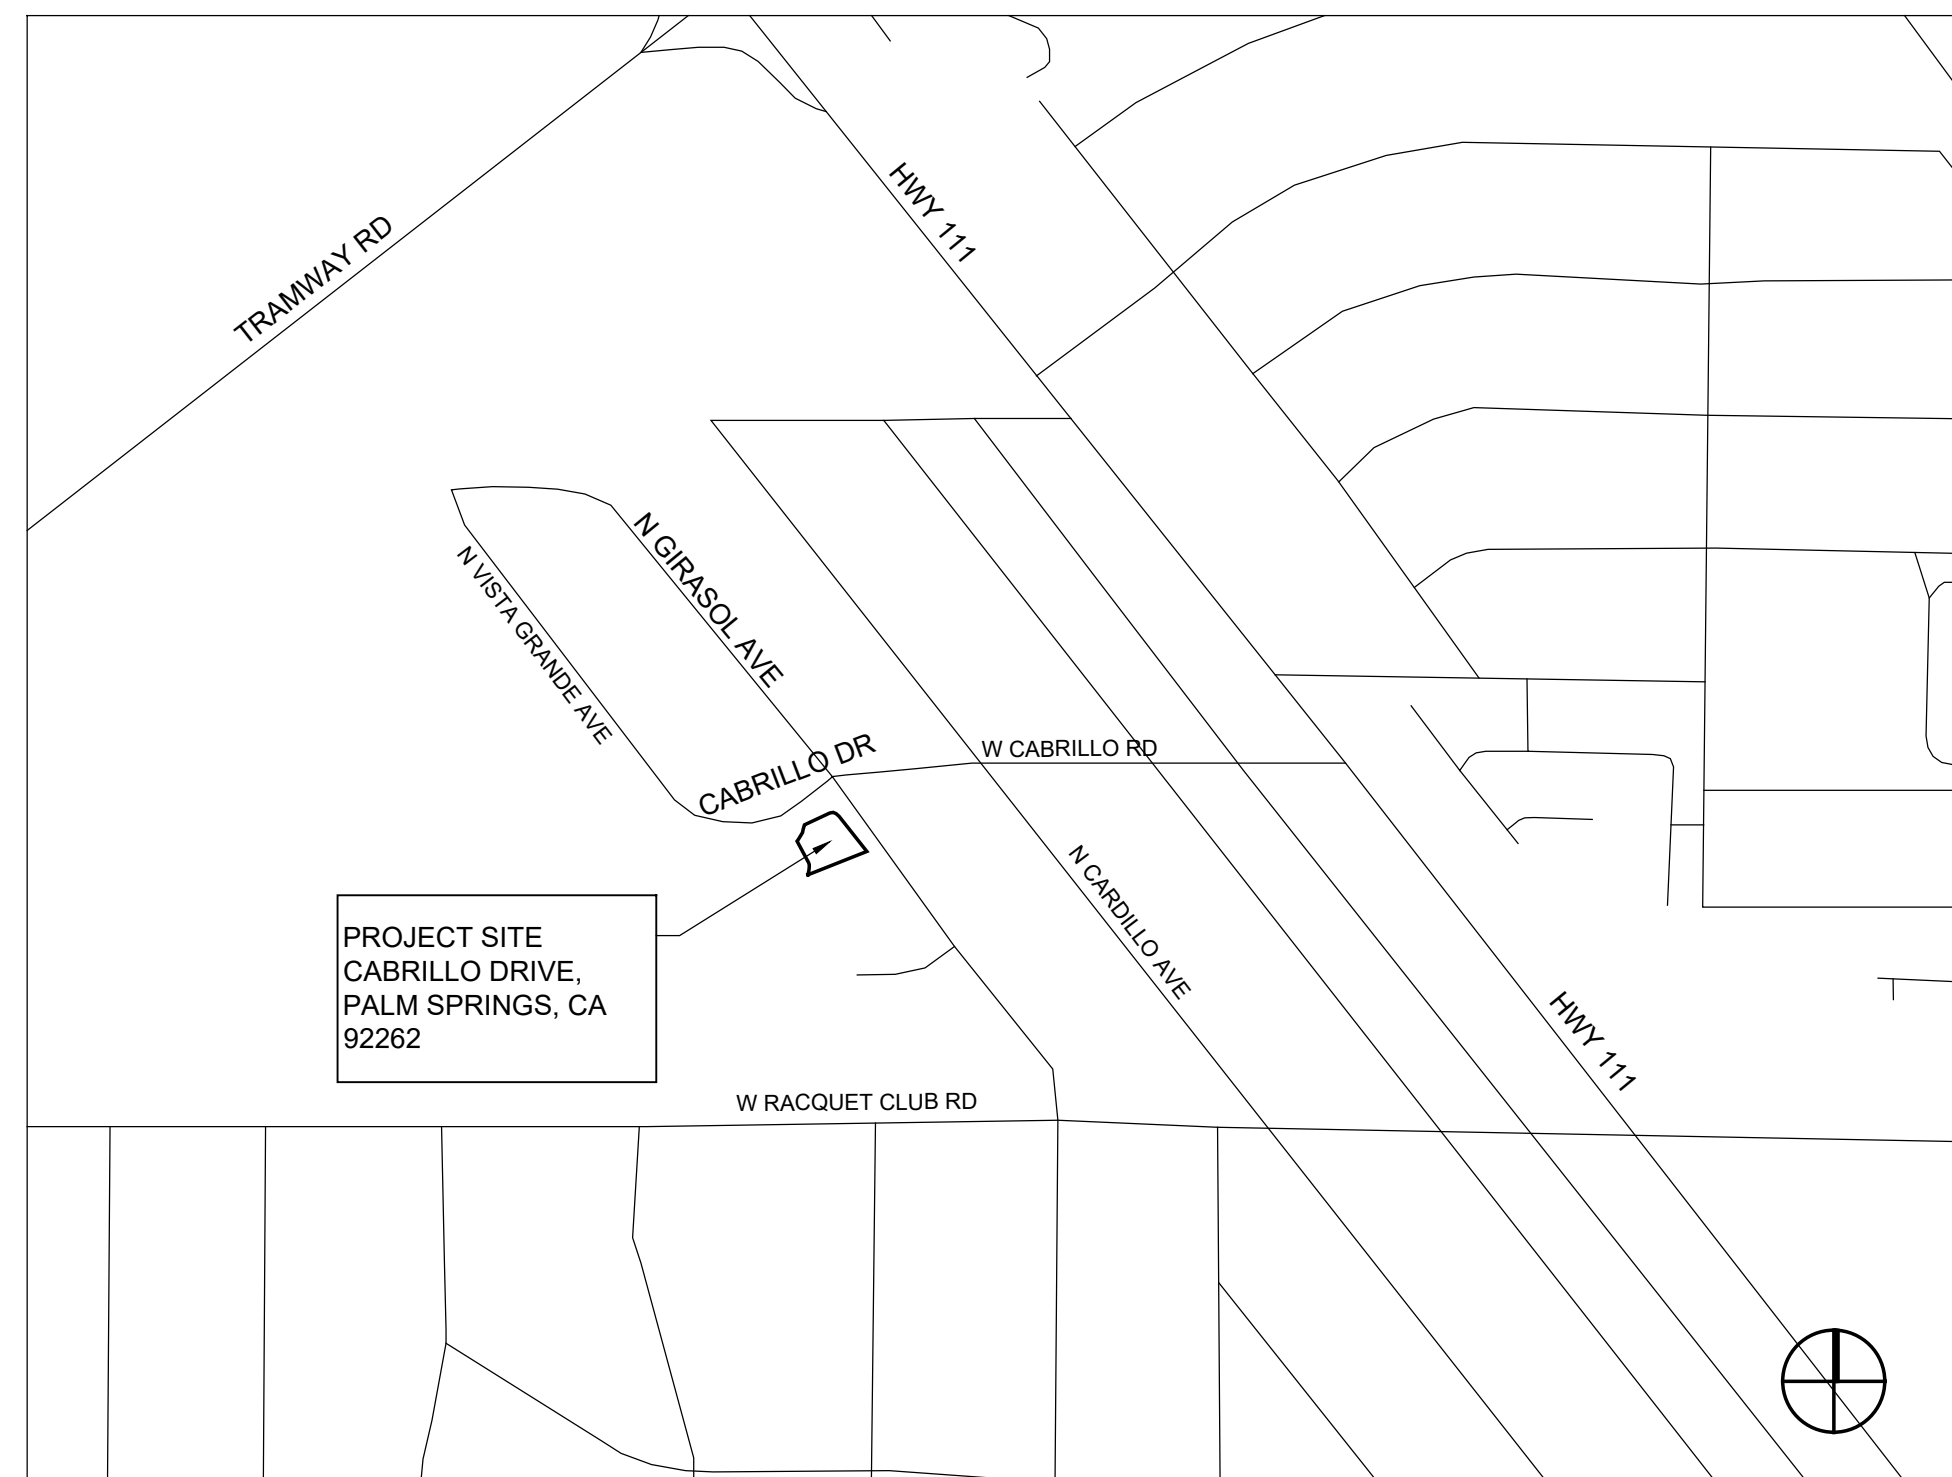 HWY 111
TRAMWAY RD
N GIRASOL AVE
N VISTA GRANDE AVE
CABRILLO DR
W CABRILLO RD
N CARDILLO AVE
PROJECT SITE
CABRILLO DRIVE,
PALM SPRINGS, CA
92262
HWY 111
W RACQUET CLUB RD